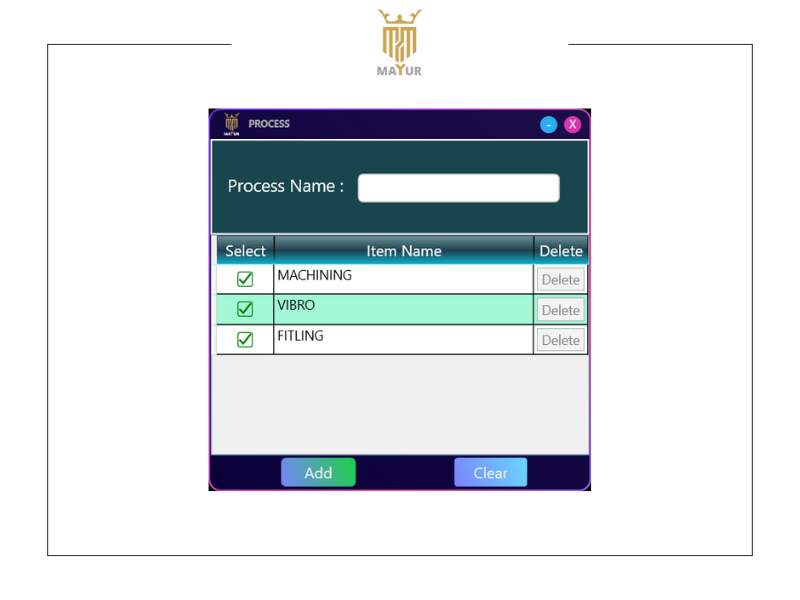 MAYUR
PROCESS
X
Process Name :
Select Item Name Delete
MACHINING Delete
VIBRO Delete
FITLING Delete
Add Clear